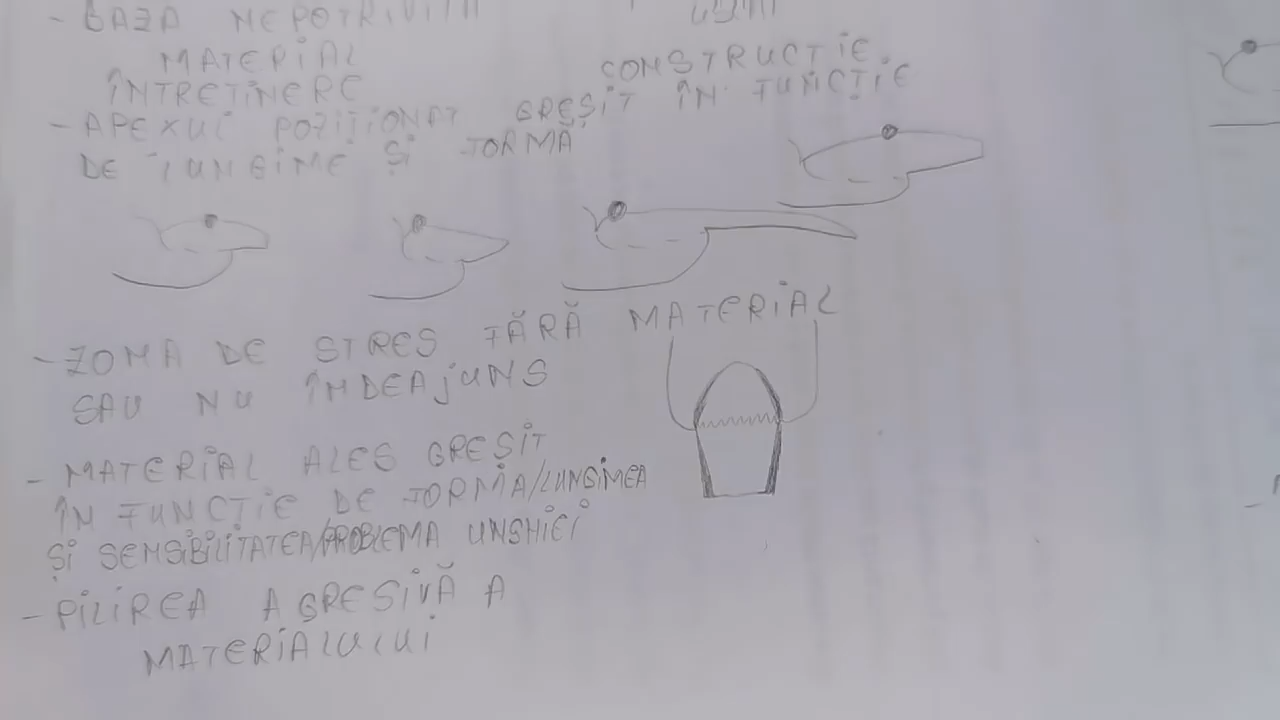 - BAZA NEPOTRIVITĂ
MATERIAL
ÎNTREȚINERE
CONSTRUCȚIE
- APEXUL POZIȚIONAT GREȘIT ÎN FUNCȚIE
DE LUNGIME ȘI FORMĂ
- ZONA DE STRES FĂRĂ MATERIAL
SAU NU ÎNDEAJUNS
- MATERIAL ALES GREȘIT
ÎN FUNCȚIE DE FORMA/LUNGIMEA
ȘI SENSIBILITATEA/PROBLEMA UNGHIEI
- PILIREA AGRESIVĂ A
MATERIALULUI